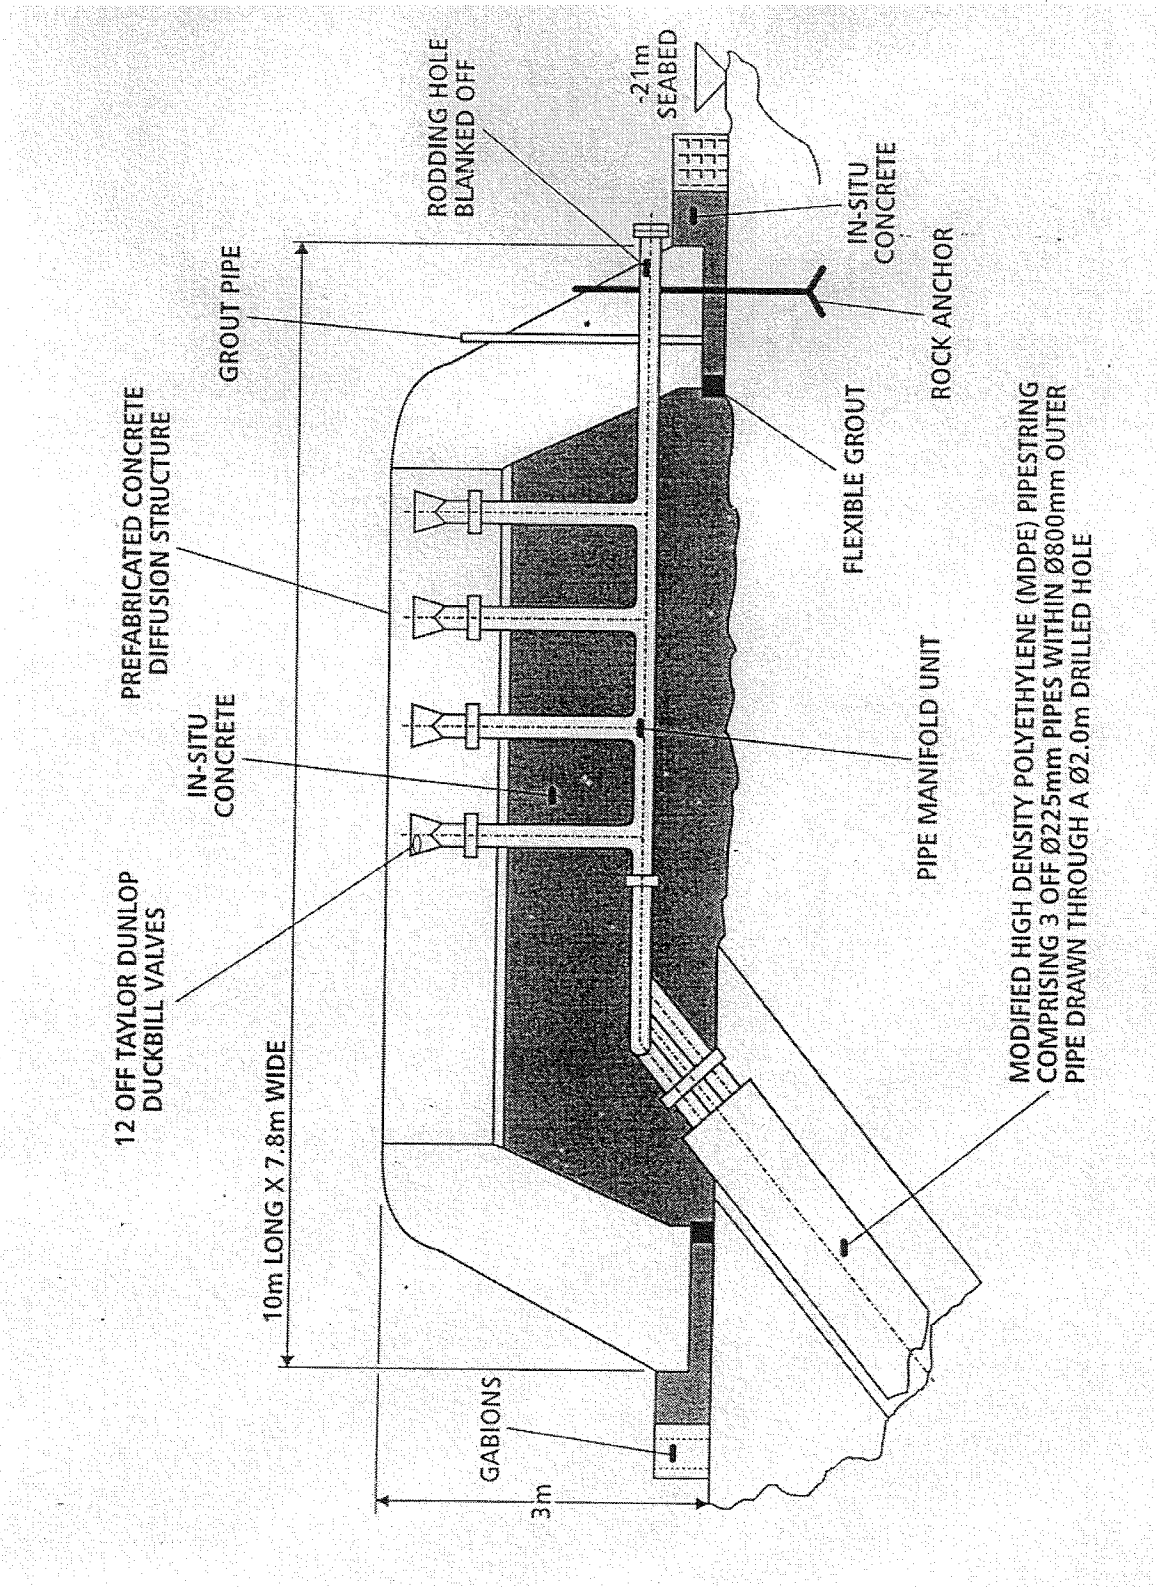 12 OFF TAYLOR DUNLOP
DUCKBILL VALVES
PREFABRICATED CONCRETE
DIFFUSION STRUCTURE
IN-SITU
CONCRETE
GROUT PIPE
10m LONG X 7.8m WIDE
RODDING HOLE
BLANKED OFF
GABIONS
3m
-21m
SEABED
IN-SITU
CONCRETE
FLEXIBLE GROUT
ROCK ANCHOR
PIPE MANIFOLD UNIT
MODIFIED HIGH DENSITY POLYETHYLENE (MDPE) PIPESTRING
COMPRISING 3 OFF Ø225mm PIPES WITHIN Ø800mm OUTER
PIPE DRAWN THROUGH A Ø2.0m DRILLED HOLE